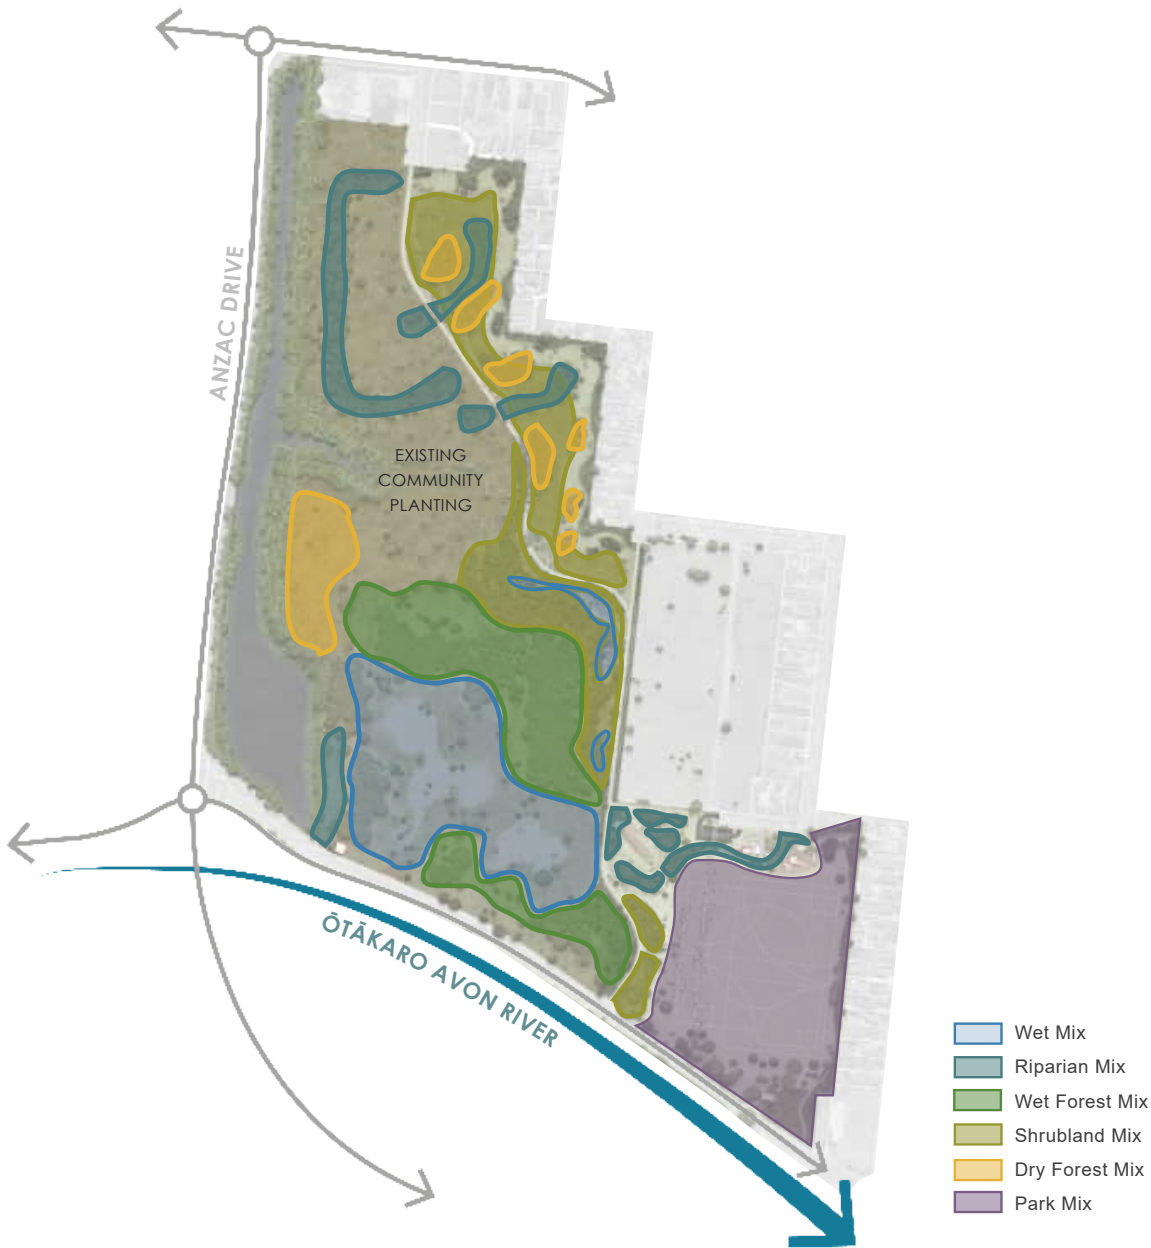 ANZAC DRIVE
EXISTING
COMMUNITY
PLANTING
ŌTĀKARO AVON RIVER
Wet Mix
Riparian Mix
Wet Forest Mix
Shrubland Mix
Dry Forest Mix
Park Mix